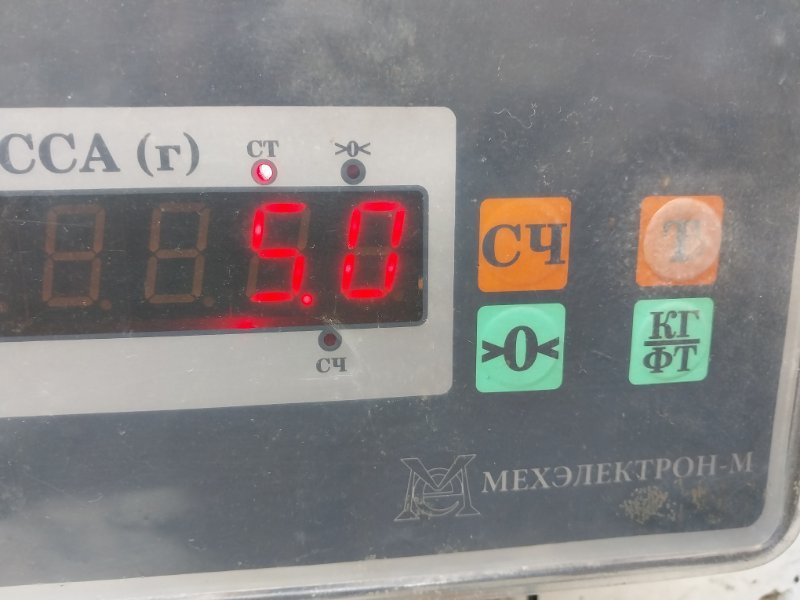 ССА (г)
СТ
>0<
5.0
СЧ
СЧ
Т
>0<
КГ
ФТ
МЕХЭЛЕКТРОН-М